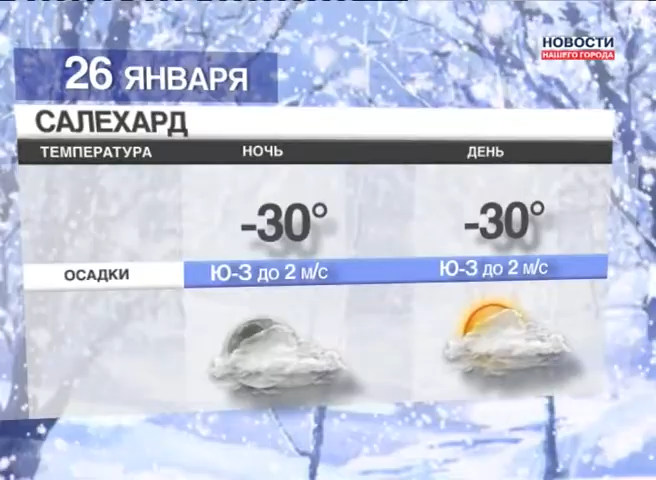 НОВОСТИ
НАШЕГО ГОРОДА
26 ЯНВАРЯ
САЛЕХАРД
ТЕМПЕРАТУРА НОЧЬ ДЕНЬ
-30° -30°
ОСАДКИ Ю-З ДО 2 М/С Ю-З ДО 2 М/С